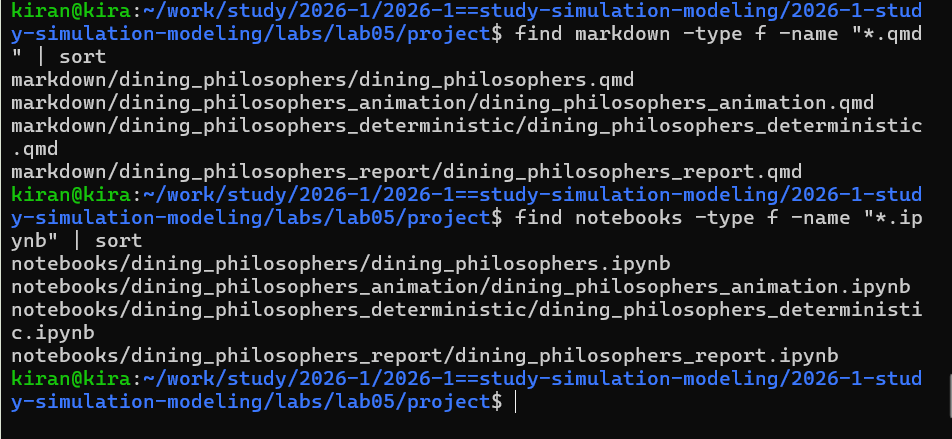 kiran@kira:~/work/study/2026-1/2026-1==study-simulation-modeling/2026-1-stud
y-simulation-modeling/labs/lab05/project$ find markdown -type f -name "*.qmd
" | sort
markdown/dining_philosophers/dining_philosophers.qmd
markdown/dining_philosophers_animation/dining_philosophers_animation.qmd
markdown/dining_philosophers_deterministic/dining_philosophers_deterministic
.qmd
markdown/dining_philosophers_report/dining_philosophers_report.qmd
kiran@kira:~/work/study/2026-1/2026-1==study-simulation-modeling/2026-1-stud
y-simulation-modeling/labs/lab05/project$ find notebooks -type f -name "*.ip
ynb" | sort
notebooks/dining_philosophers/dining_philosophers.ipynb
notebooks/dining_philosophers_animation/dining_philosophers_animation.ipynb
notebooks/dining_philosophers_deterministic/dining_philosophers_deterministi
c.ipynb
notebooks/dining_philosophers_report/dining_philosophers_report.ipynb
kiran@kira:~/work/study/2026-1/2026-1==study-simulation-modeling/2026-1-stud
y-simulation-modeling/labs/lab05/project$